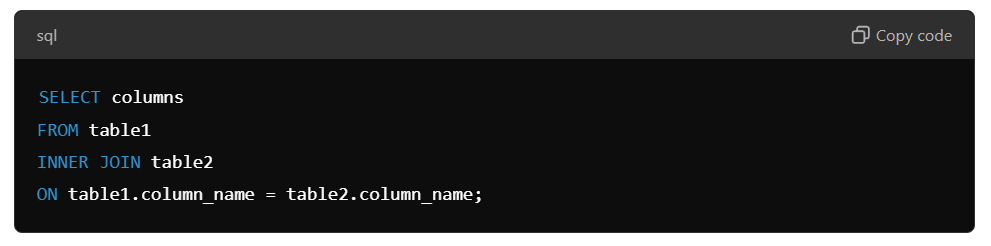 sql
Copy code
SELECT columns
FROM table1
INNER JOIN table2
ON table1.column_name = table2.column_name;